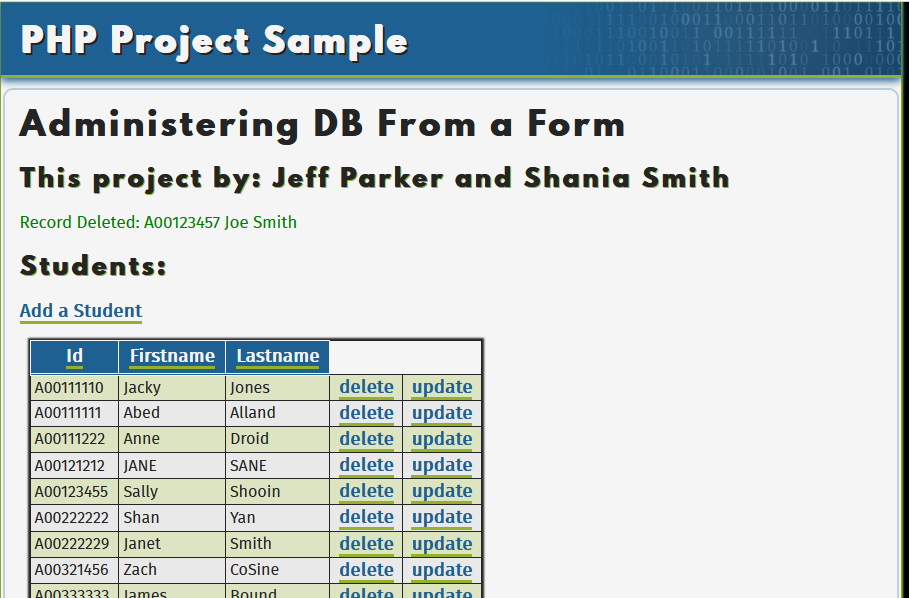 PHP Project Sample
Administering DB From a Form
This project by: Jeff Parker and Shania Smith
Record Deleted: A00123457 Joe Smith
Students:
Add a Student
Id Firstname Lastname
A00111110 Jacky Jones delete update
A00111111 Abed Alland delete update
A00111222 Anne Droid delete update
A00121212 JANE SANE delete update
A00123455 Sally Shooin delete update
A00222222 Shan Yan delete update
A00222229 Janet Smith delete update
A00321456 Zach CoSine delete update
A00333333 James Bound delete update